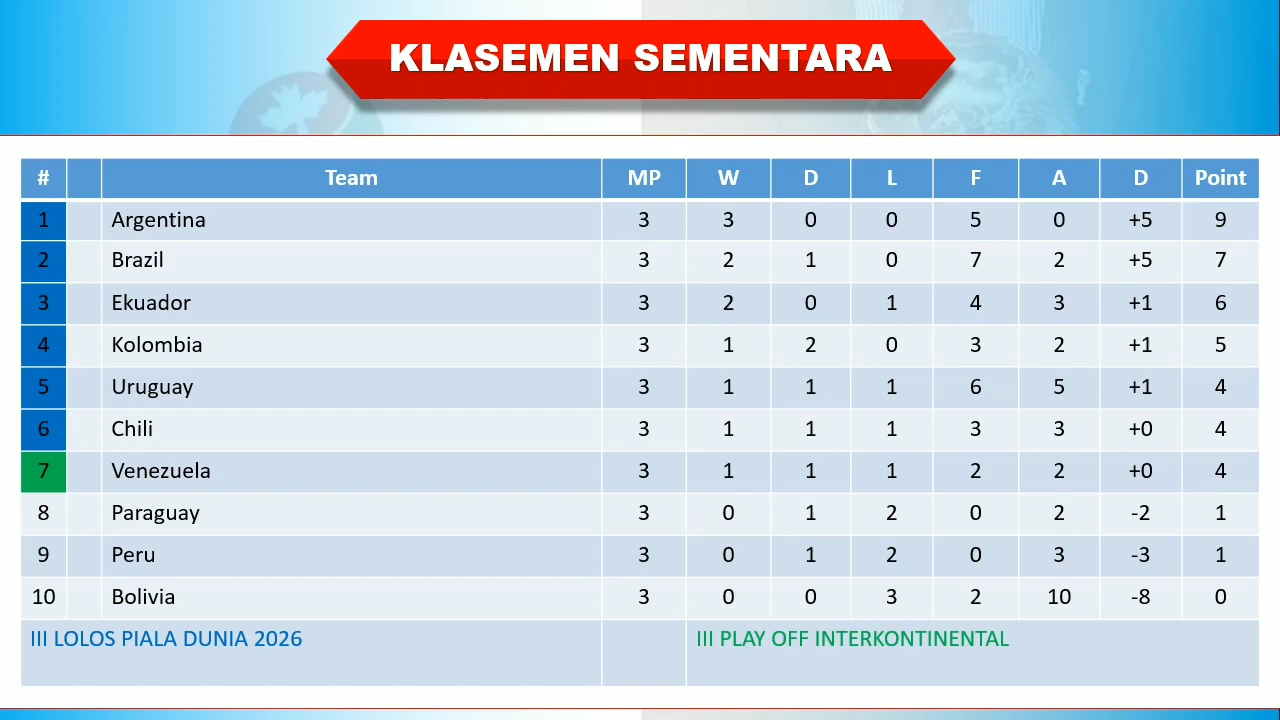 KLASEMEN SEMENTARA
# Team MP W D L F A D Point
1 Argentina 3 3 0 0 5 0 +5 9
2 Brazil 3 2 1 0 7 2 +5 7
3 Ekuador 3 2 0 1 4 3 +1 6
4 Kolombia 3 1 2 0 3 2 +1 5
5 Uruguay 3 1 1 1 6 5 +1 4
6 Chili 3 1 1 1 3 3 +0 4
7 Venezuela 3 1 1 1 2 2 +0 4
8 Paraguay 3 0 1 2 0 2 -2 1
9 Peru 3 0 1 2 0 3 -3 1
10 Bolivia 3 0 0 3 2 10 -8 0
III LOLOS PIALA DUNIA 2026 III PLAY OFF INTERKONTINENTAL